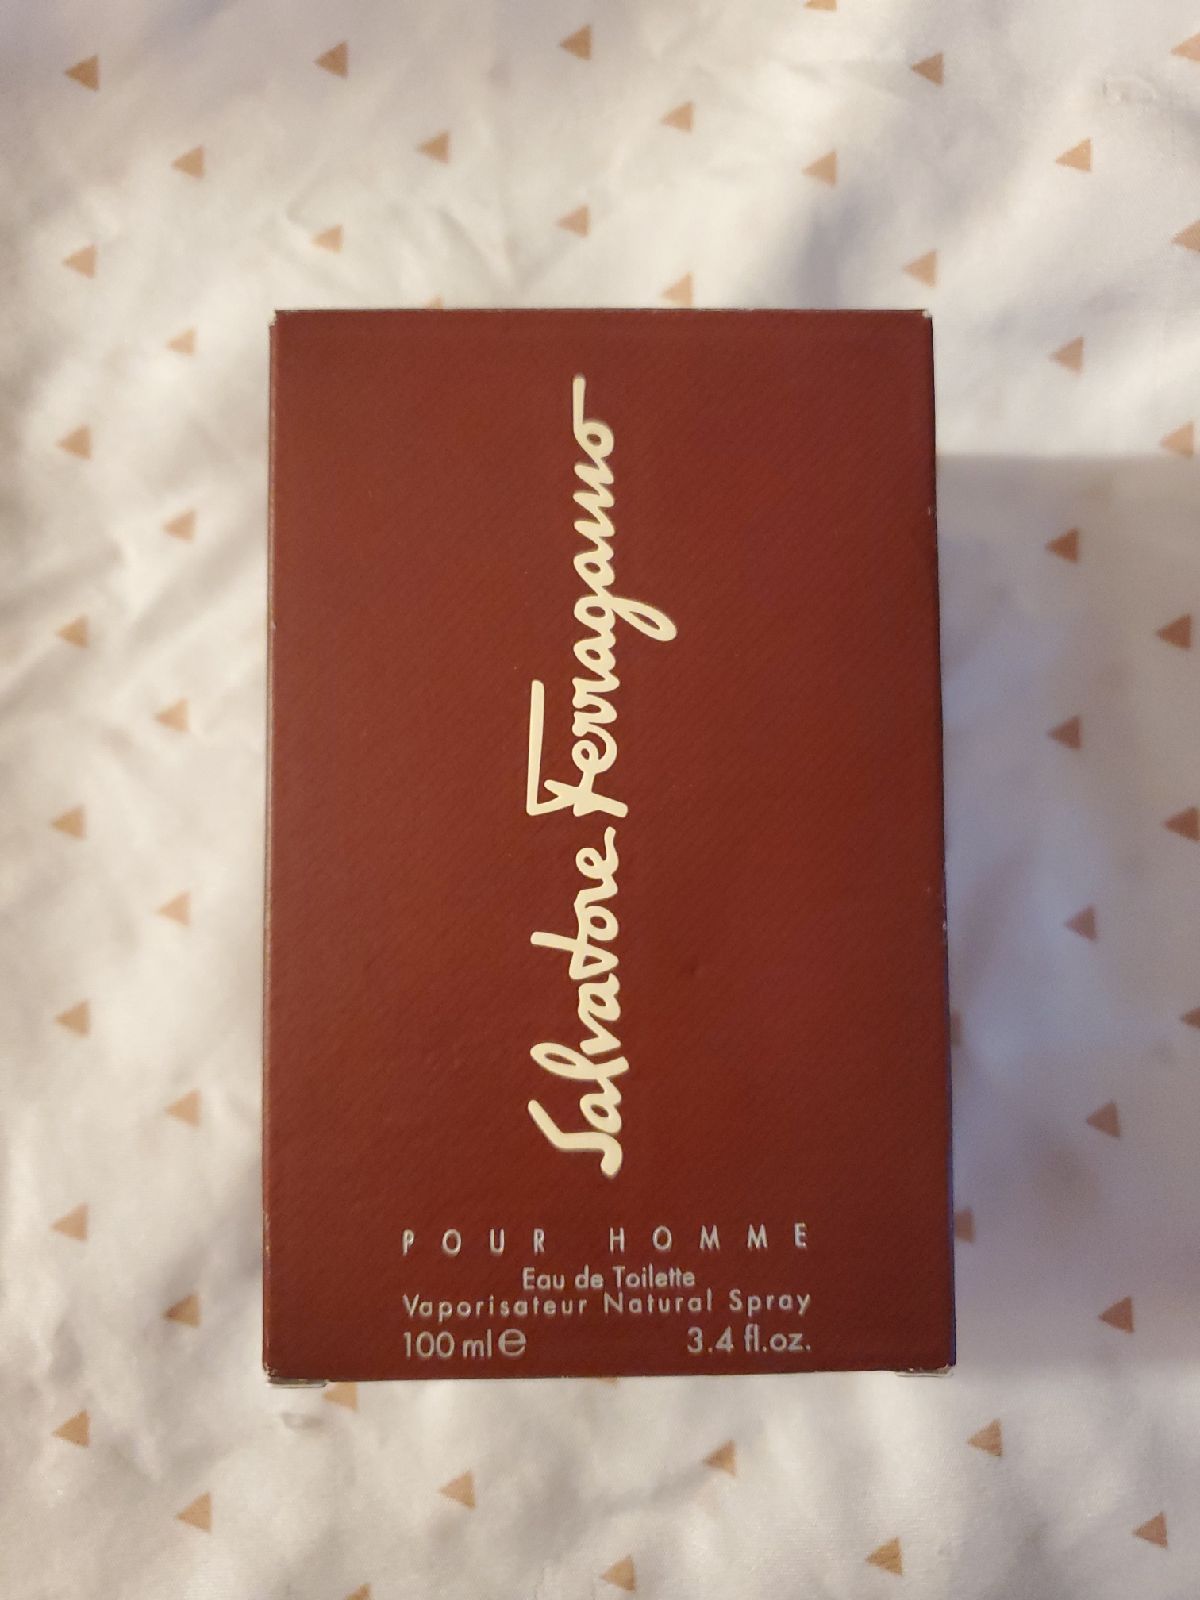 Salvatore Ferragamo
POUR HOMME
Eau de Toilette
Vaporisateur Natural Spray
100 ml ℮ 3.4 fl.oz.